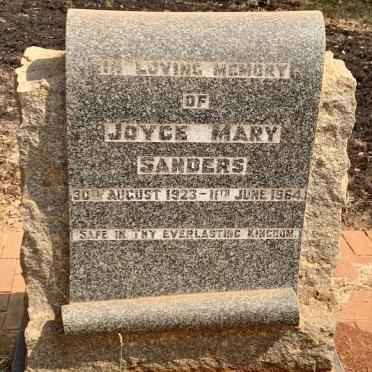 IN LOVING MEMORY
OF
JOYCE MARY
SANDERS
30TH AUGUST 1923 - 11TH JUNE 1964.
SAFE IN THY EVERLASTING KINGDOM.